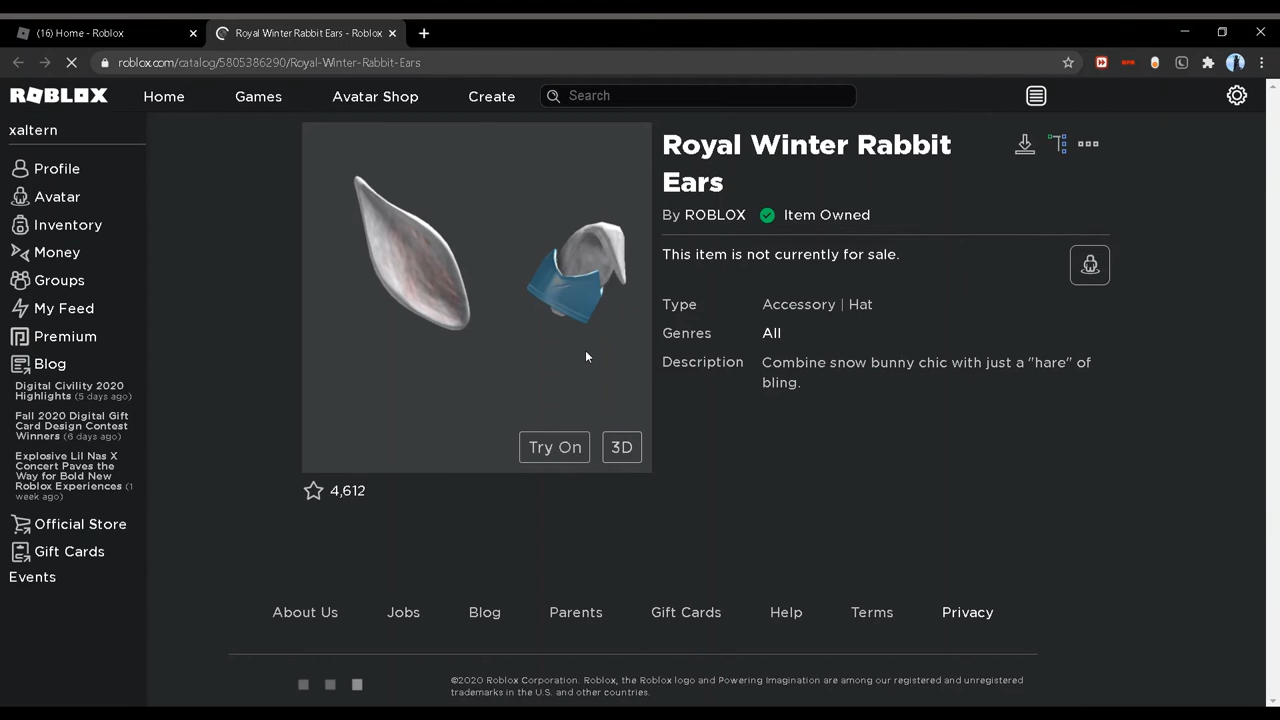 (16) Home - Roblox
Royal Winter Rabbit Ears - Roblox
roblox.com/catalog/5805386290/Royal-Winter-Rabbit-Ears
ROBLOX
Home
Games
Avatar Shop
Create
Search
xaltern
Profile
Avatar
Inventory
Money
Groups
My Feed
Premium
Blog
Digital Civility 2020
Highlights (5 days ago)
Fall 2020 Digital Gift
Card Design Contest
Winners (6 days ago)
Explosive Lil Nas X
Concert Paves the
Way for Bold New
Roblox Experiences (1
week ago)
Official Store
Gift Cards
Events
Try On
3D
4,612
Royal Winter Rabbit
Ears
By ROBLOX Item Owned
This item is not currently for sale.
Type Accessory | Hat
Genres All
Description Combine snow bunny chic with just a "hare" of
bling.
About Us
Jobs
Blog
Parents
Gift Cards
Help
Terms
Privacy
©2020 Roblox Corporation. Roblox, the Roblox logo and Powering Imagination are among our registered and unregistered
trademarks in the U.S. and other countries.